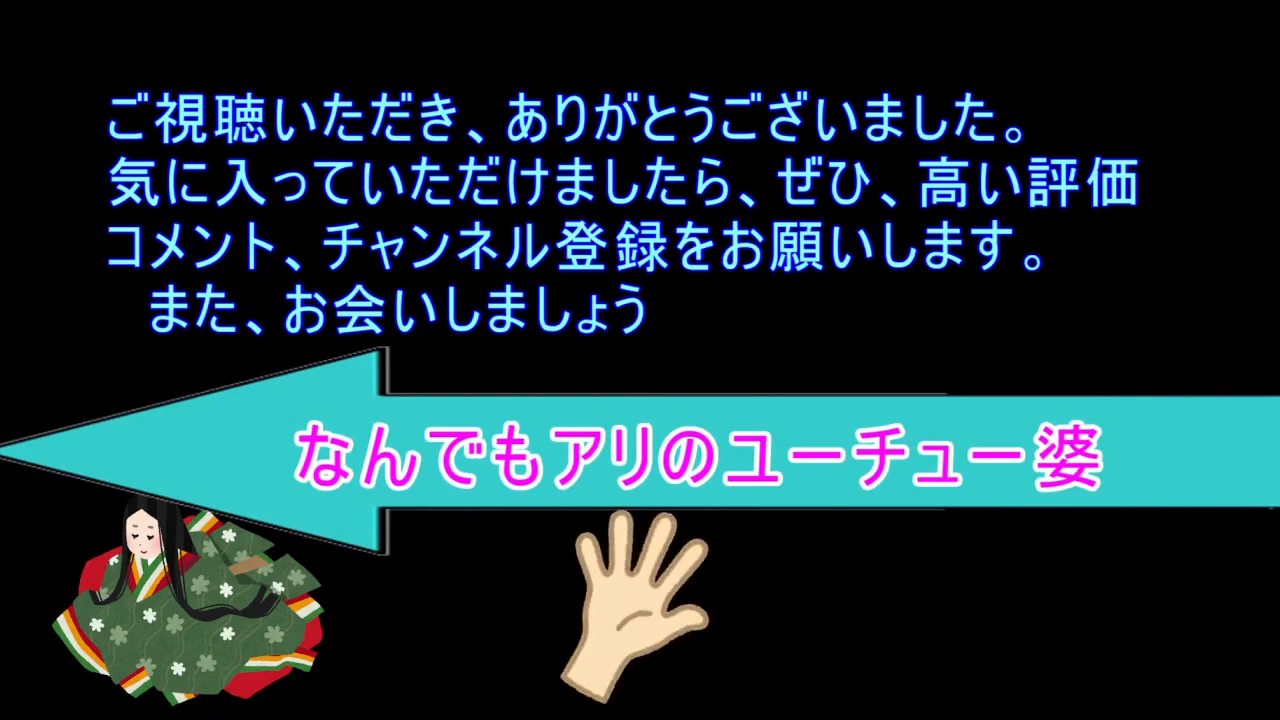 ご視聴いただき、ありがとうございました。
気に入っていただけましたら、ぜひ、高い評価
コメント、チャンネル登録をお願いします。
また、お会いしましょう
なんでもアリのユーチュー婆